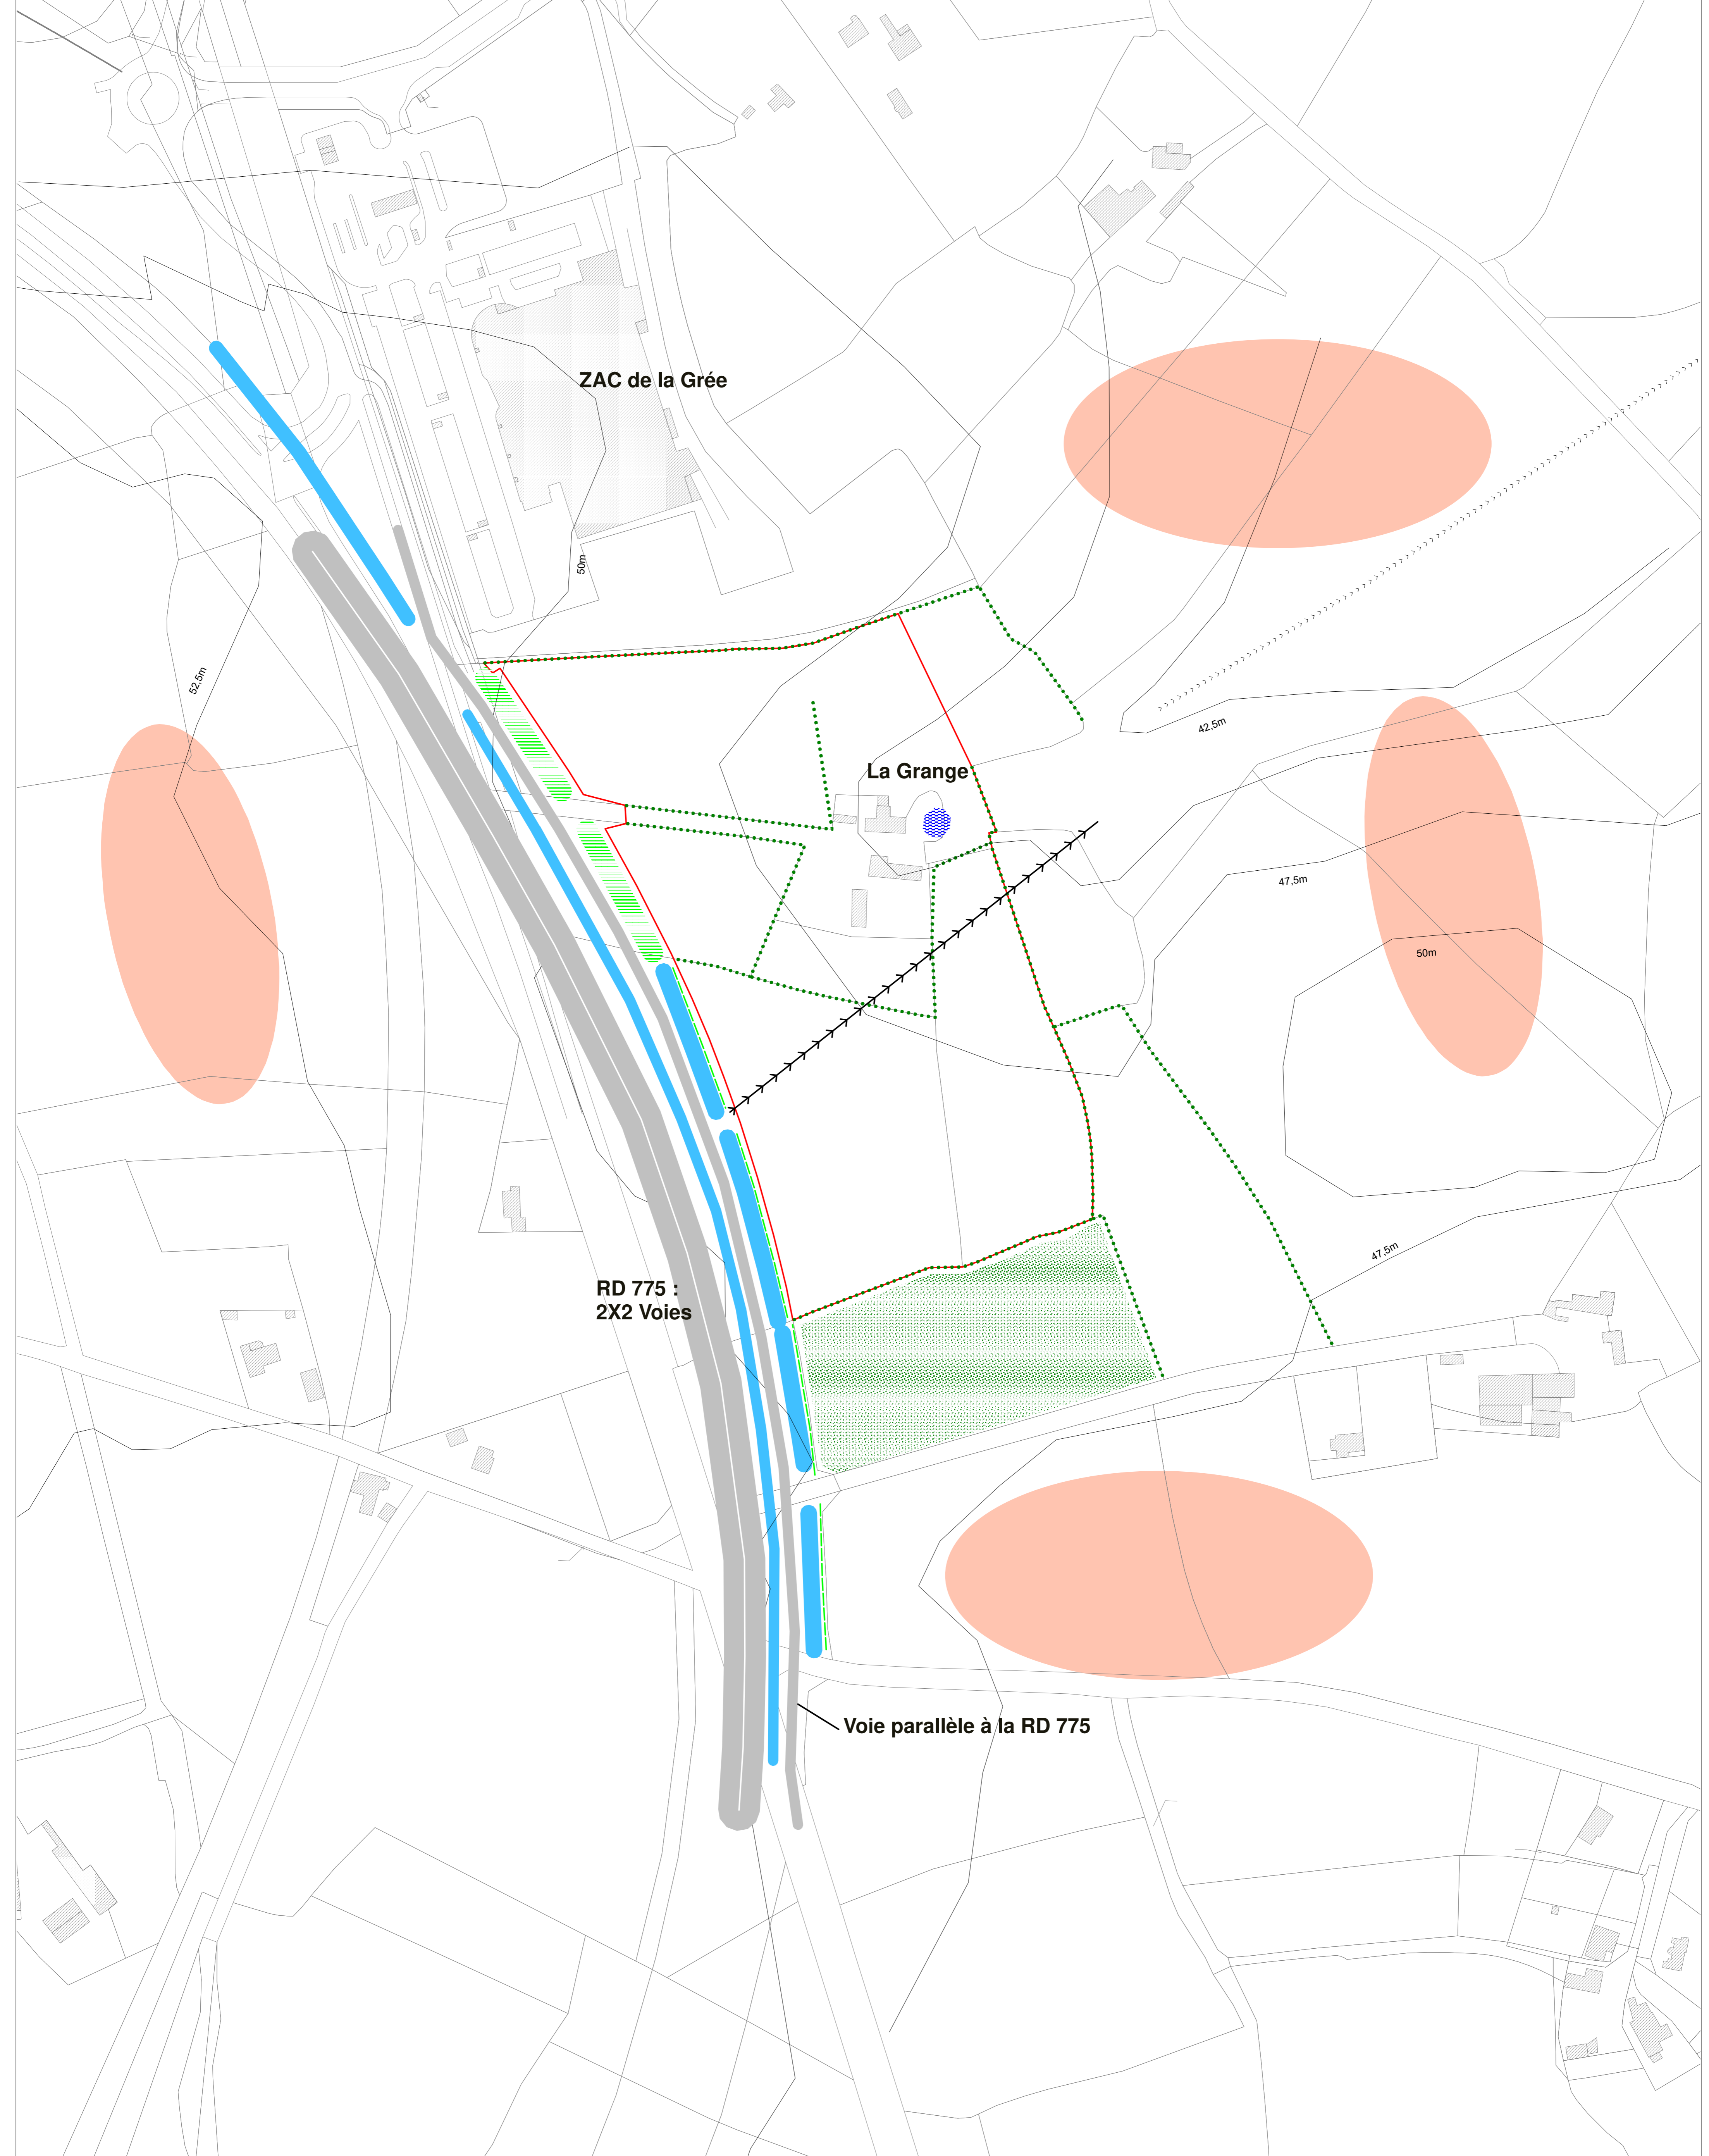 ZAC de la Grée
50m
52,5m
42,5m
La Grange
47,5m
50m
47,5m
RD 775 :
2X2 Voies
Voie parallèle à la RD 775